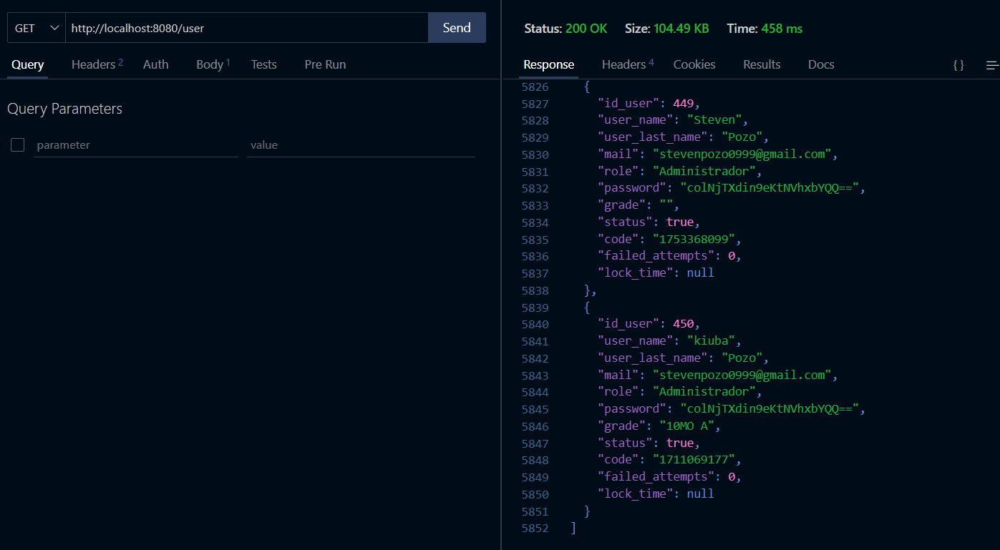 GET http://localhost:8080/user Send
Query Headers 2 Auth Body 1 Tests Pre Run
Query Parameters
parameter value
Status: 200 OK Size: 104.49 KB Time: 458 ms
Response Headers 4 Cookies Results Docs { }
5826 {
5827 "id_user": 449,
5828 "user_name": "Steven",
5829 "user_last_name": "Pozo",
5830 "mail": "stevenpozo0999@gmail.com",
5831 "role": "Administrador",
5832 "password": "colNjTXdin9eKtNVhxbYQQ==",
5833 "grade": "",
5834 "status": true,
5835 "code": "1753368099",
5836 "failed_attempts": 0,
5837 "lock_time": null
5838 },
5839 {
5840 "id_user": 450,
5841 "user_name": "kiuba",
5842 "user_last_name": "Pozo",
5843 "mail": "stevenpozo0999@gmail.com",
5844 "role": "Administrador",
5845 "password": "colNjTXdin9eKtNVhxbYQQ==",
5846 "grade": "10MO A",
5847 "status": true,
5848 "code": "1711069177",
5849 "failed_attempts": 0,
5850 "lock_time": null
5851 }
5852 ]